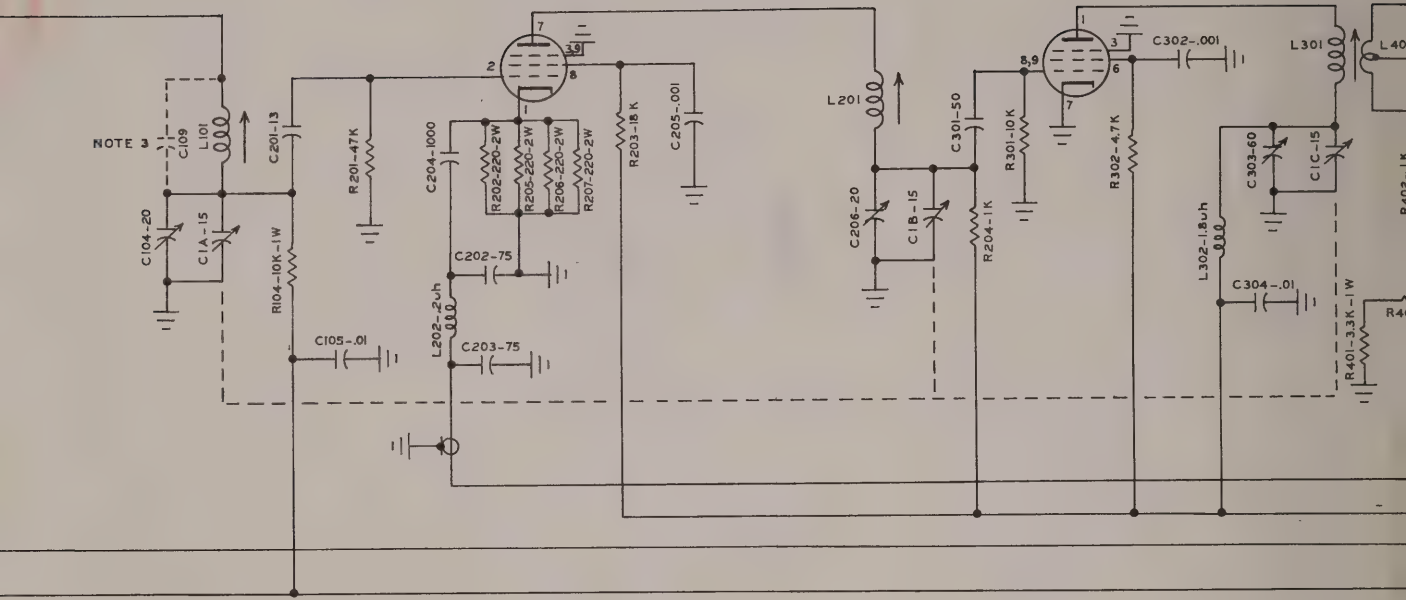 NOTE 3
C109
L101
C201-13
C104-20
C1A-15
R104-10K-1W
C105-.01
R201-47K
7
3,9
2
8
1
C204-1000
R202-220-2W
R205-220-2W
R206-220-2W
R207-220-2W
C202-75
L202-.2uh
C203-75
R203-18K
C205-.001
L201
C301-50
C206-20
C1B-15
R204-1K
R301-10K
1
3
8,9
6
7
C302-.001
R302-4.7K
L301
C303-60
C1C-15
L302-1.8uh
C304-.01
R401-3.3K-1W